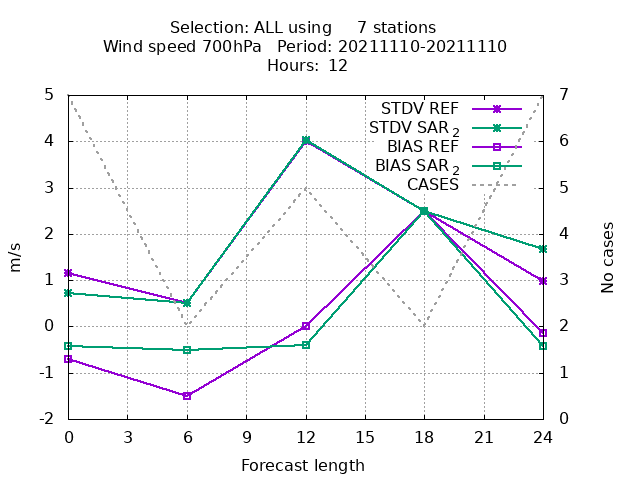 Selection: ALL using     7 stations
Wind speed 700hPa   Period: 20211110-20211110
Hours:  12
STDV REF
STDV SAR 2
BIAS REF
BIAS SAR 2
CASES
5
4
3
2
1
0
-1
-2
m/s
7
6
5
4
3
2
1
0
No cases
0 3 6 9 12 15 18 21 24
Forecast length